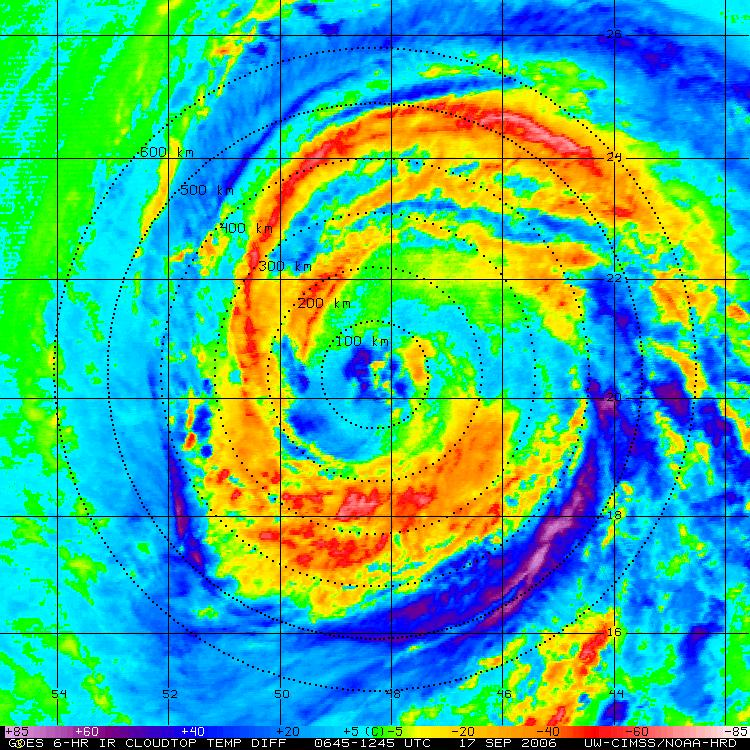 26
600 km
24
500 km
400 km
300 km
22
200 km
100 km
20
18
16
54 52 50 48 46 44
+85 +60 +40 +20 +5 (C) -5 -20 -40 -60 -85
GOES 6-HR IR CLOUDTOP TEMP DIFF 0645-1245 UTC 17 SEP 2006 UW-CIMSS/NOAA-HRD